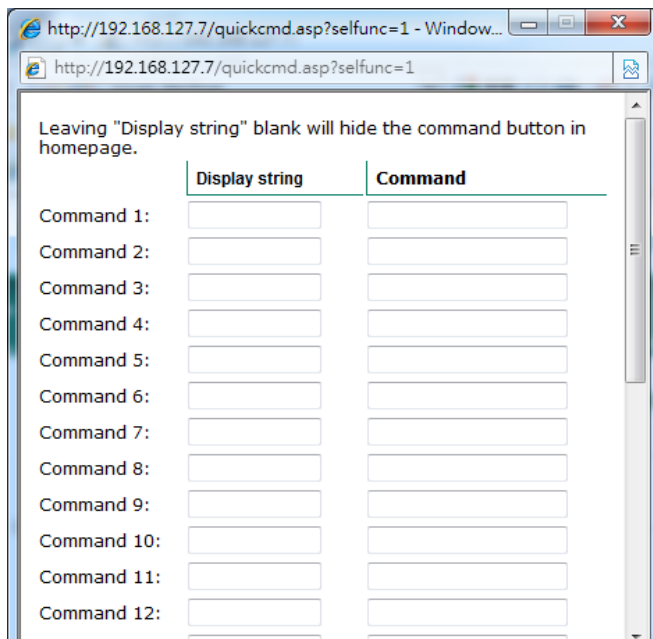 http://192.168.127.7/quickcmd.asp?selfunc=1 - Window...
http://192.168.127.7/quickcmd.asp?selfunc=1
Leaving "Display string" blank will hide the command button in
homepage.
Display string Command
Command 1:
Command 2:
Command 3:
Command 4:
Command 5:
Command 6:
Command 7:
Command 8:
Command 9:
Command 10:
Command 11:
Command 12: